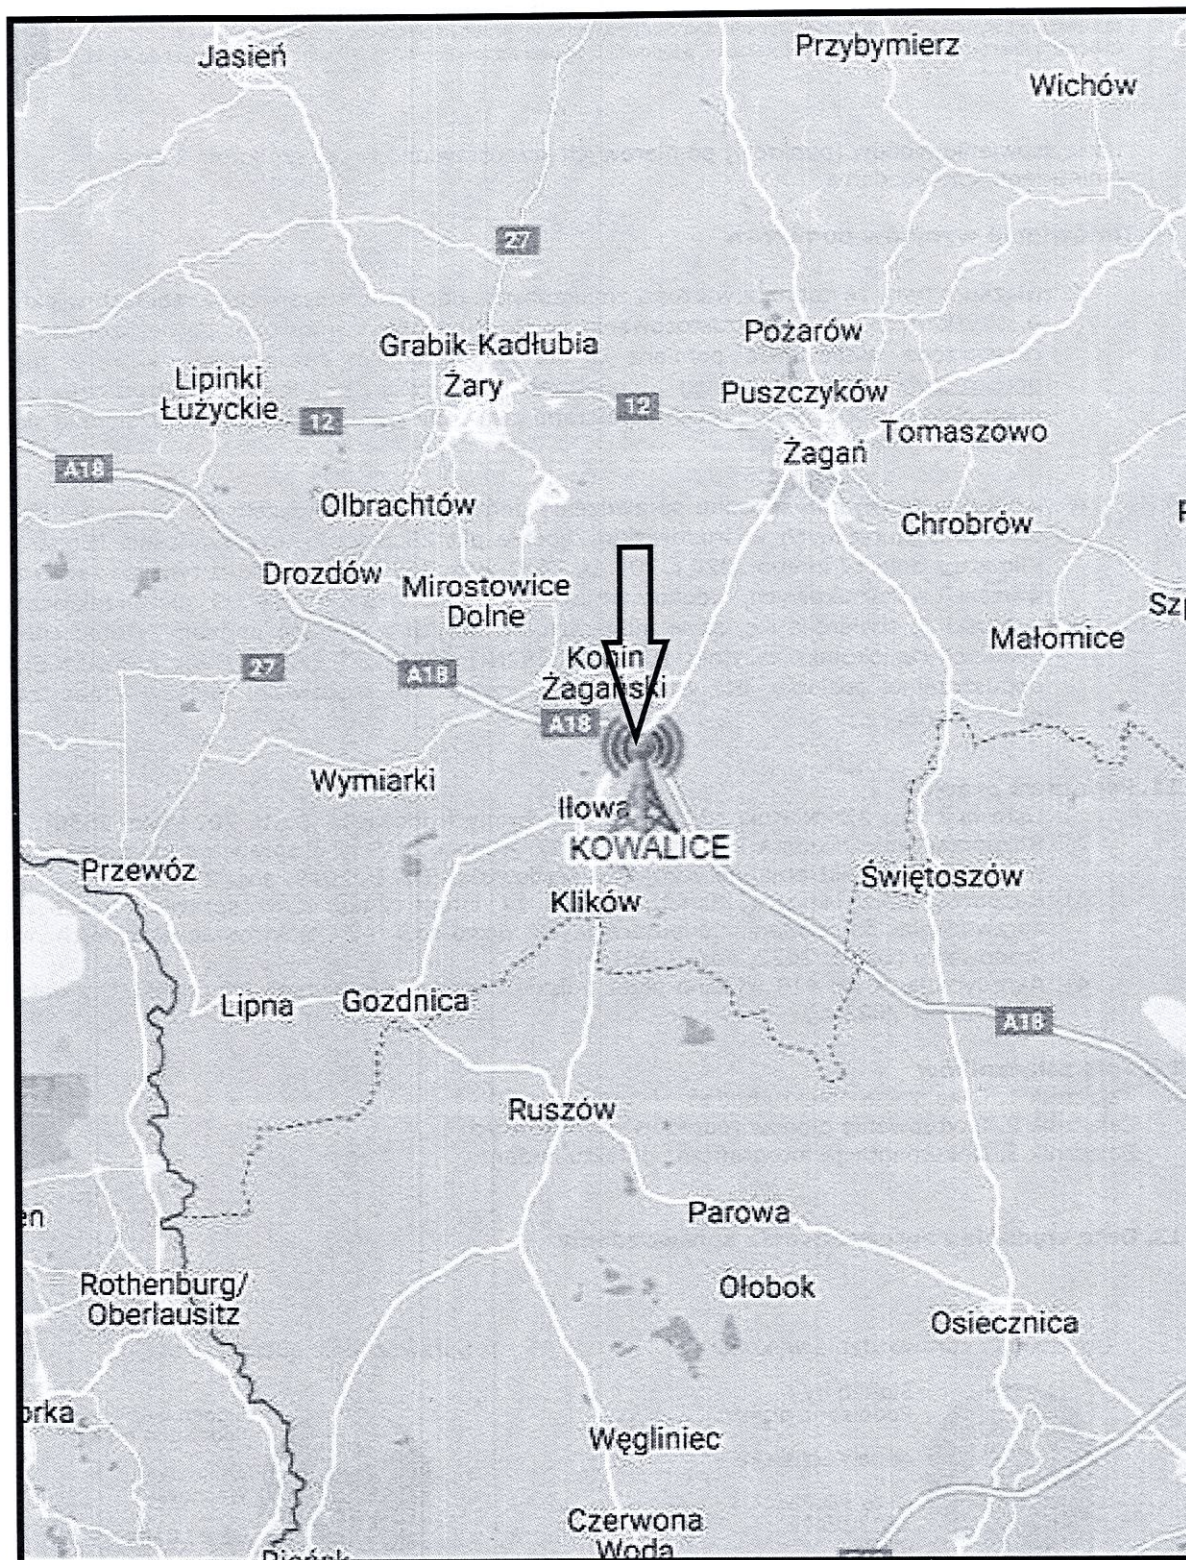 Jasień
Przybymierz
Wichów
27
Grabik-Kadłubia
Pożarów
Lipinki
Łużyckie
Żary
12
12
Puszczyków
Tomaszowo
Żagań
A18
Olbrachtów
Chrobrów
Drozdów
Mirostowice
Dolne
Małomice
27
A18
Konin
Żagański
A18
Wymiarki
Iłowa
KOWALICE
Przewóz
Świętoszów
Klików
Lipna
Gozdnica
A18
Ruszów
Parowa
Rothenburg/
Oberlausitz
Ołobok
Osiecznica
Węgliniec
Czerwona
Woda